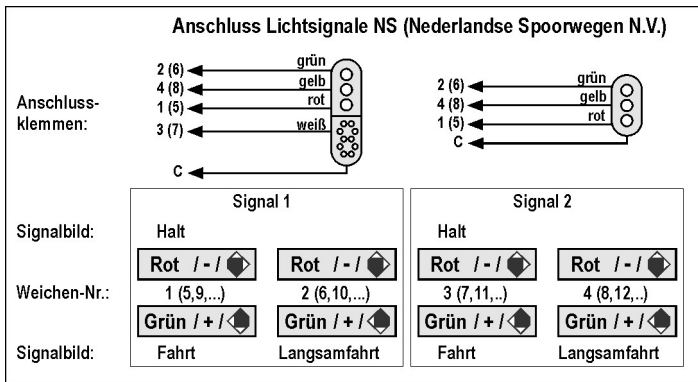 Anschluss Lichtsignale NS (Nederlandse Spoorwegen N.V.)
Anschluss-
klemmen:
2 (6) grün
4 (8) gelb
1 (5) rot
3 (7) weiß
C
2 (6) grün
4 (8) gelb
1 (5) rot
C
Signal 1 Signal 2
Signalbild: Halt Halt
Rot / - / Rot / - / Rot / - / Rot / - /
Weichen-Nr.: 1 (5,9,...) 2 (6,10,...) 3 (7,11,..) 4 (8,12,..)
Grün / + / Grün / + / Grün / + / Grün / + /
Signalbild: Fahrt Langsamfahrt Fahrt Langsamfahrt